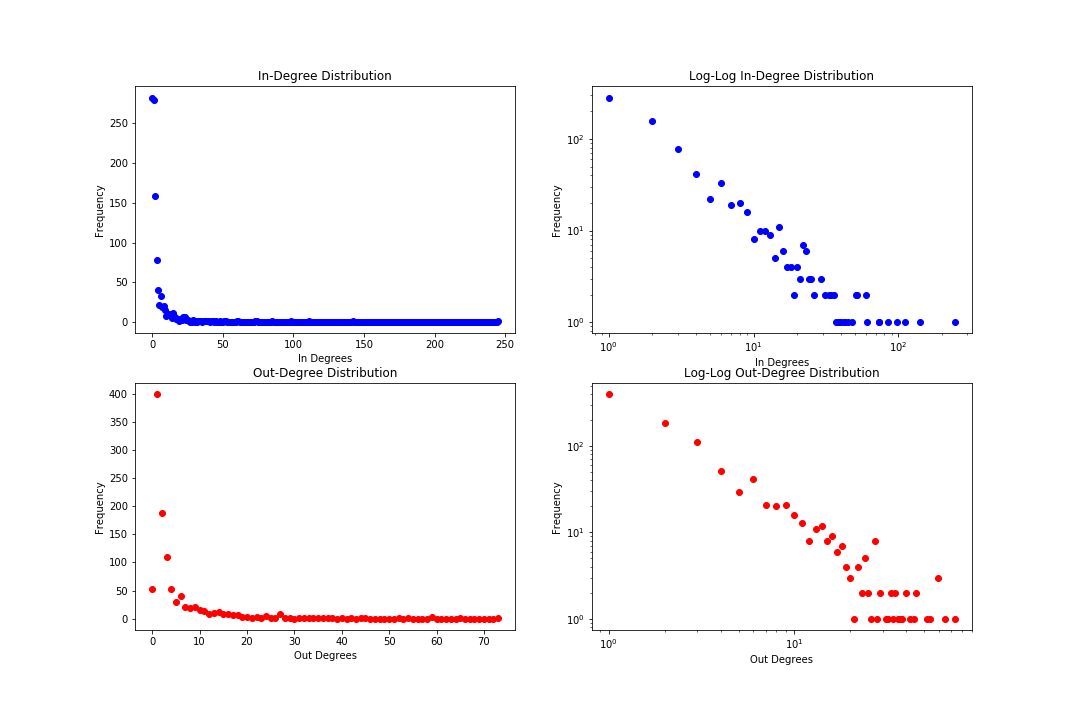 In-Degree Distribution
Frequency
250
200
150
100
50
0
0 50 100 150 200 250
In Degrees
Log-Log In-Degree Distribution
Frequency
10²
10¹
10⁰
10⁰ 10¹ 10²
In Degrees
Out-Degree Distribution
Frequency
400
350
300
250
200
150
100
50
0
0 10 20 30 40 50 60 70
Out Degrees
Log-Log Out-Degree Distribution
Frequency
10²
10¹
10⁰
10⁰ 10¹
Out Degrees